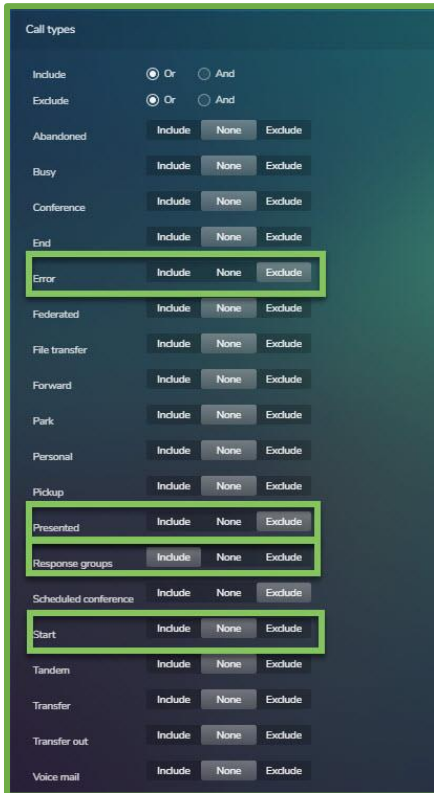 Call types
Include Or And
Exclude Or And
Abandoned Include None Exclude
Busy Include None Exclude
Conference Include None Exclude
End Include None Exclude
Error Include None Exclude
Federated Include None Exclude
File transfer Include None Exclude
Forward Include None Exclude
Park Include None Exclude
Personal Include None Exclude
Pickup Include None Exclude
Presented Include None Exclude
Response groups Include None Exclude
Scheduled conference Include None Exclude
Start Include None Exclude
Tandem Include None Exclude
Transfer Include None Exclude
Transfer out Include None Exclude
Voice mail Include None Exclude